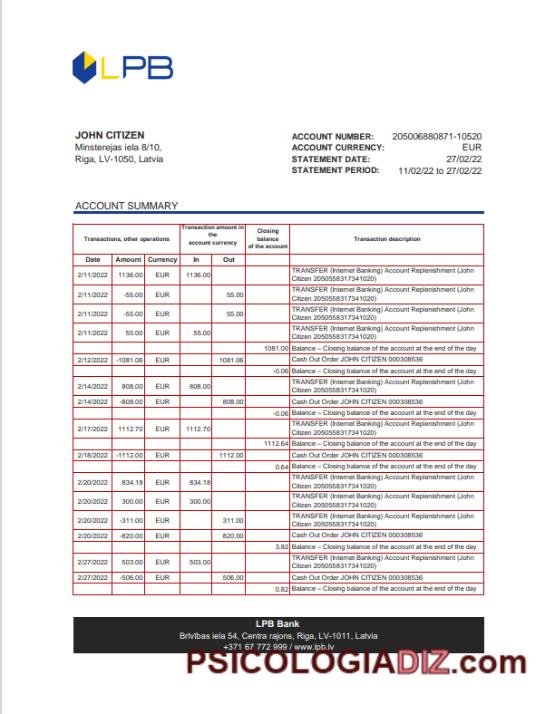 LPB
JOHN CITIZEN
Minsterejas iela 8/10,
Riga, LV-1050, Latvia
ACCOUNT NUMBER: 205006880871-10520
ACCOUNT CURRENCY: EUR
STATEMENT DATE: 27/02/22
STATEMENT PERIOD: 11/02/22 to 27/02/22
ACCOUNT SUMMARY
Transactions, other operations
Transaction amount in
the
account currency
Closing
balance
of the account
Transaction description
Date Amount Currency In Out
2/11/2022 1136.00 EUR 1136.00 TRANSFER (Internet Banking) Account Replenishment (John
Citizen 2050558317341020)
2/11/2022 -55.00 EUR 55.00 TRANSFER (Internet Banking) Account Replenishment (John
Citizen 2050558317341020)
2/11/2022 -55.00 EUR 55.00 TRANSFER (Internet Banking) Account Replenishment (John
Citizen 2050558317341020)
2/11/2022 55.00 EUR 55.00 TRANSFER (Internet Banking) Account Replenishment (John
Citizen 2050558317341020)
1081.00 Balance – Closing balance of the account at the end of the day
2/12/2022 -1081.06 EUR 1081.06 Cash Out Order JOHN CITIZEN 000308536
-0.06 Balance – Closing balance of the account at the end of the day
2/14/2022 808.00 EUR 808.00 TRANSFER (Internet Banking) Account Replenishment (John
Citizen 2050558317341020)
2/14/2022 -808.00 EUR 808.00 Cash Out Order JOHN CITIZEN 000308536
-0.06 Balance – Closing balance of the account at the end of the day
2/17/2022 1112.70 EUR 1112.70 TRANSFER (Internet Banking) Account Replenishment (John
Citizen 2050558317341020)
1112.64 Balance – Closing balance of the account at the end of the day
2/18/2022 -1112.00 EUR 1112.00 Cash Out Order JOHN CITIZEN 000308536
0.64 Balance – Closing balance of the account at the end of the day
2/20/2022 834.18 EUR 834.18 TRANSFER (Internet Banking) Account Replenishment (John
Citizen 2050558317341020)
2/20/2022 300.00 EUR 300.00 TRANSFER (Internet Banking) Account Replenishment (John
Citizen 2050558317341020)
2/20/2022 -311.00 EUR 311.00 TRANSFER (Internet Banking) Account Replenishment (John
Citizen 2050558317341020)
2/20/2022 -820.00 EUR 820.00 Cash Out Order JOHN CITIZEN 000308536
3.82 Balance – Closing balance of the account at the end of the day
2/27/2022 503.00 EUR 503.00 TRANSFER (Internet Banking) Account Replenishment (John
Citizen 2050558317341020)
2/27/2022 -506.00 EUR 506.00 Cash Out Order JOHN CITIZEN 000308536
0.82 Balance – Closing balance of the account at the end of the day
LPB Bank
Brīvības iela 54, Centra rajons, Riga, LV-1011, Latvia
+371 67 772 999 / www.lpb.lv
PSICOLOGIADIZ.com